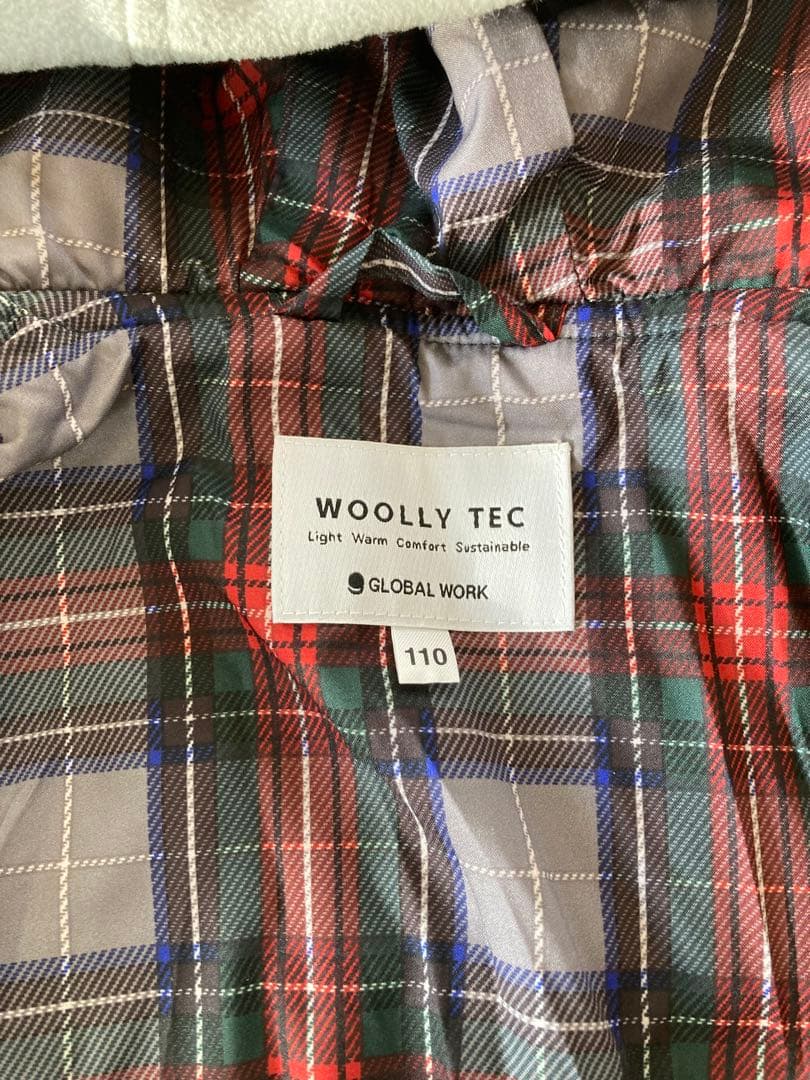 WOOLLY TEC
Light Warm Comfort Sustainable
GLOBAL WORK
110